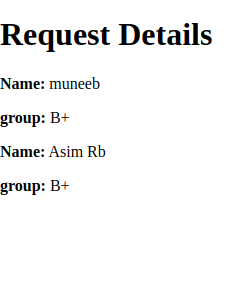 Request Details
Name: muneeb
group: B+
Name: Asim Rb
group: B+